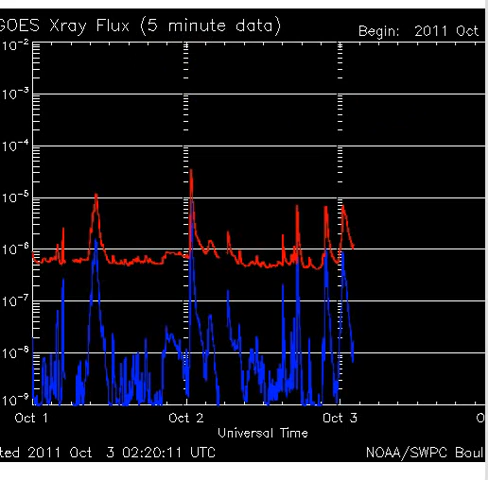 GOES Xray Flux (5 minute data)
Begin: 2011 Oct
10-2
10-3
10-4
10-5
10-6
10-7
10-8
10-9
Oct 1 Oct 2 Oct 3
Universal Time
ted 2011 Oct 3 02:20:11 UTC NOAA/SWPC Boul